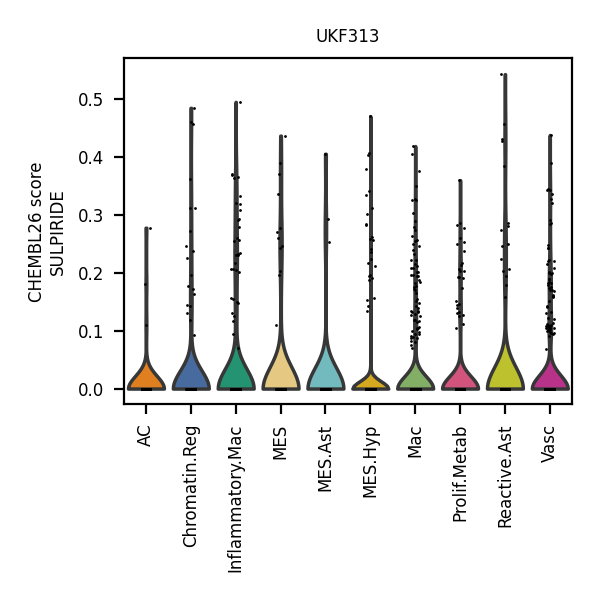 UKF313
CHEMBL26 score
SULPIRIDE
0.5
0.4
0.3
0.2
0.1
0.0
AC
Chromatin.Reg
Inflammatory.Mac
MES
MES.Ast
MES.Hyp
Mac
Prolif.Metab
Reactive.Ast
Vasc